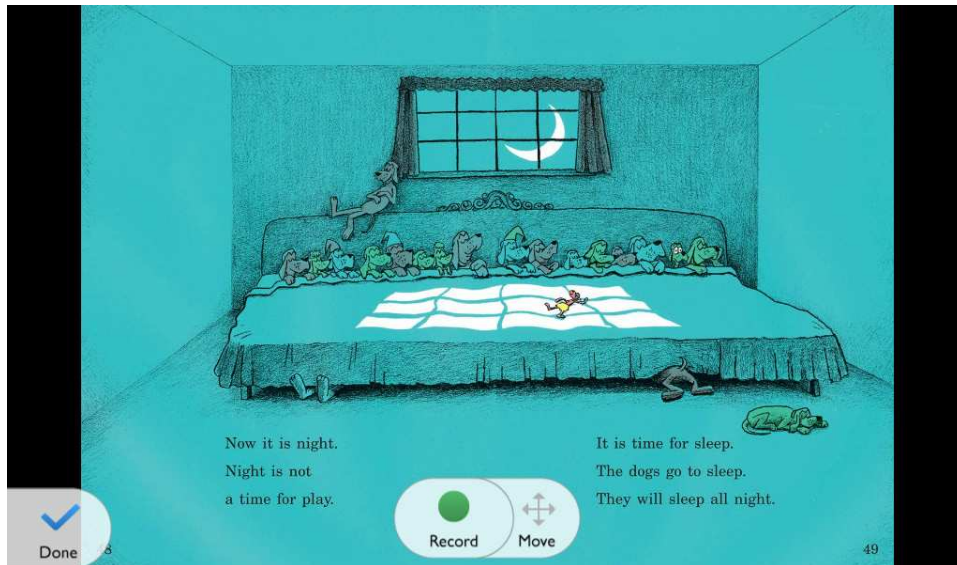 Now it is night.
Night is not
a time for play.
It is time for sleep.
The dogs go to sleep.
They will sleep all night.
Done
8
Record
Move
49